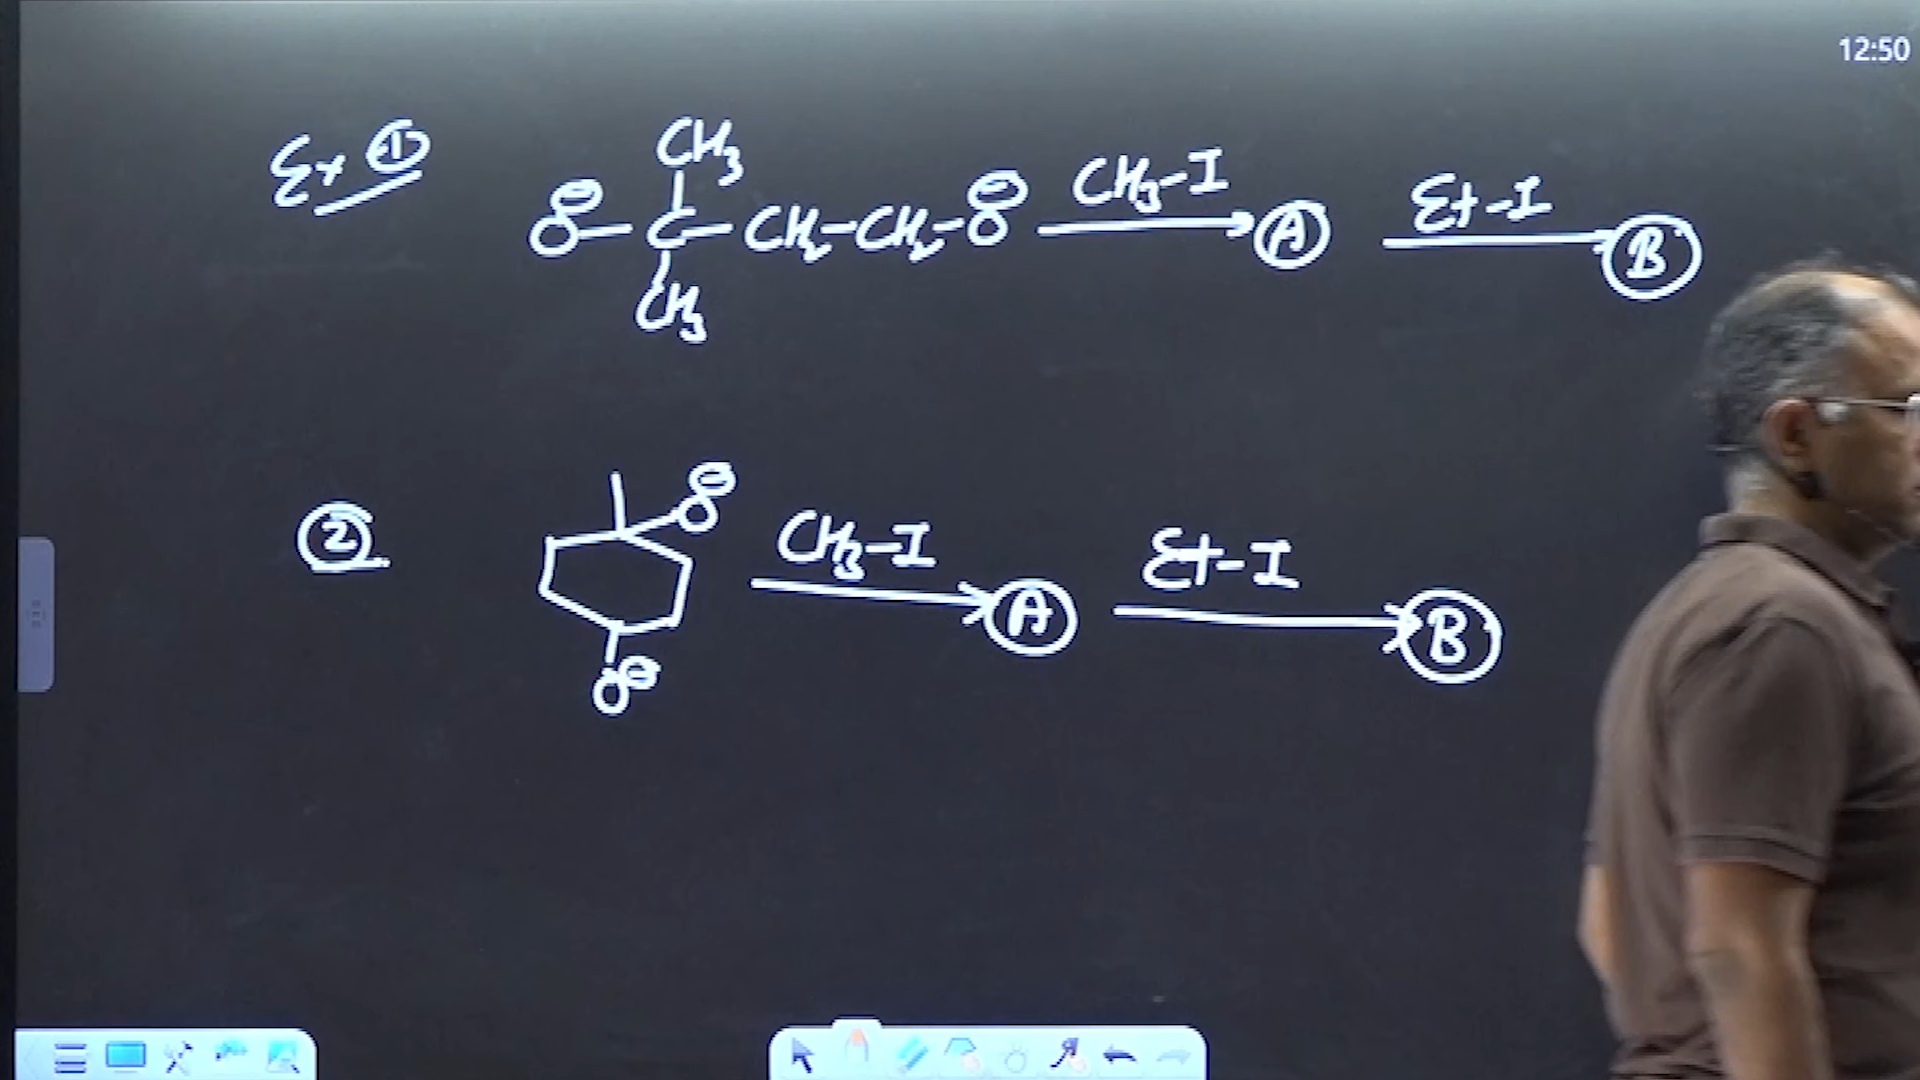 12:50
Ex ①
CH₃
⊖O–C–CH₂–CH₂–O⊖ CH₃–I Ⓐ Et–I Ⓑ
CH₃
② O⊖ CH₃–I Ⓐ Et–I Ⓑ
O⊖